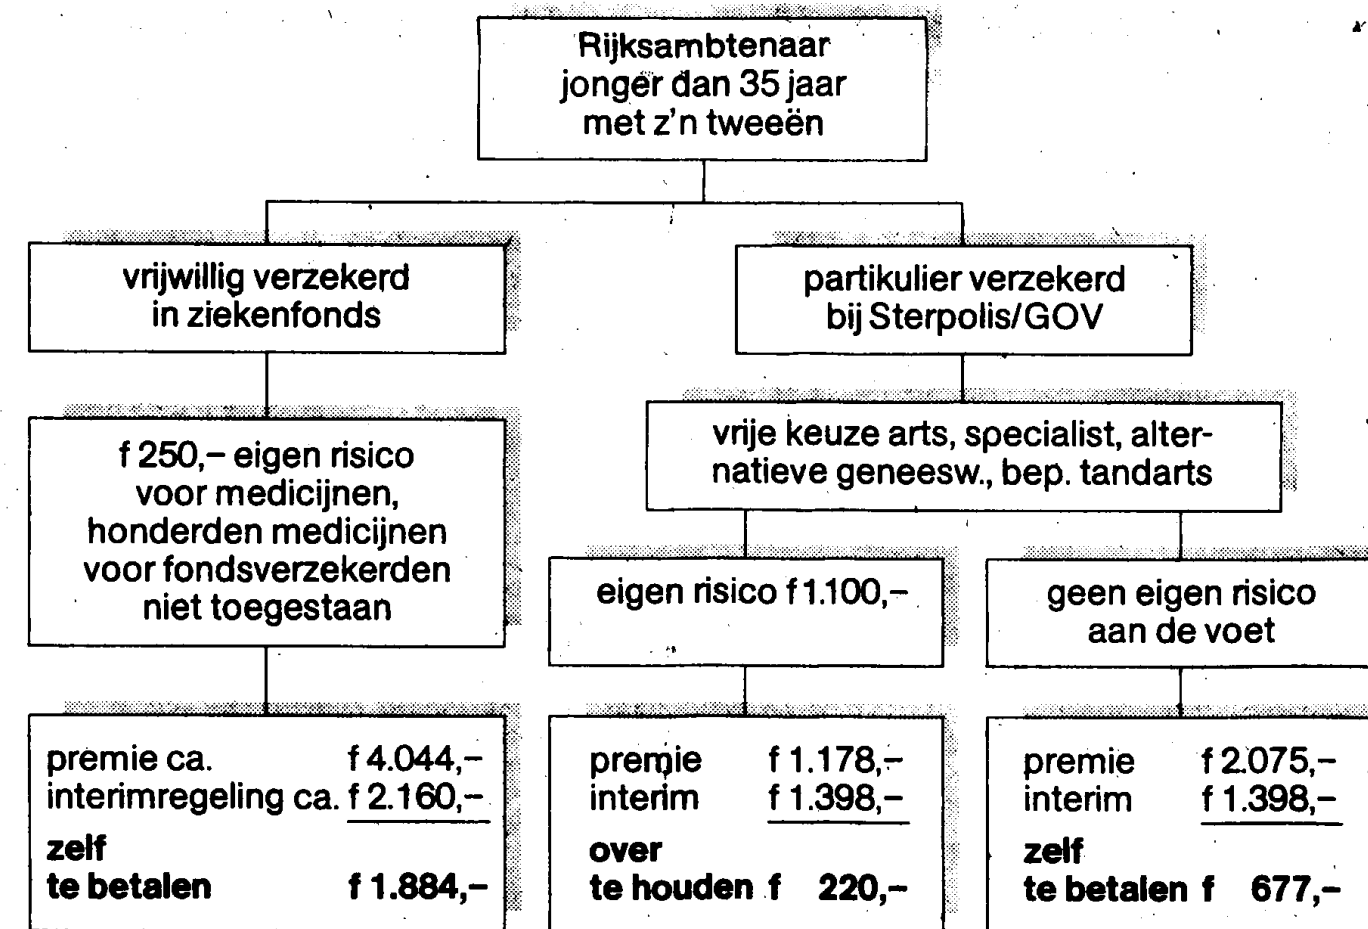 Rijksambtenaar
jonger dan 35 jaar
met z'n tweeën
vrijwillig verzekerd
in ziekenfonds
partikulier verzekerd
bij Sterpolis/GOV
f 250,– eigen risico
voor medicijnen,
honderden medicijnen
voor fondsverzekerden
niet toegestaan
vrije keuze arts, specialist, alter-
natieve geneesw., bep. tandarts
eigen risico f 1.100,–
geen eigen risico
aan de voet
premie ca. f 4.044,–
interimregeling ca. f 2.160,–
zelf
te betalen f 1.884,–
premie f 1.178,–
interim f 1.398,–
over
te houden f 220,–
premie f 2.075,–
interim f 1.398,–
zelf
te betalen f 677,–